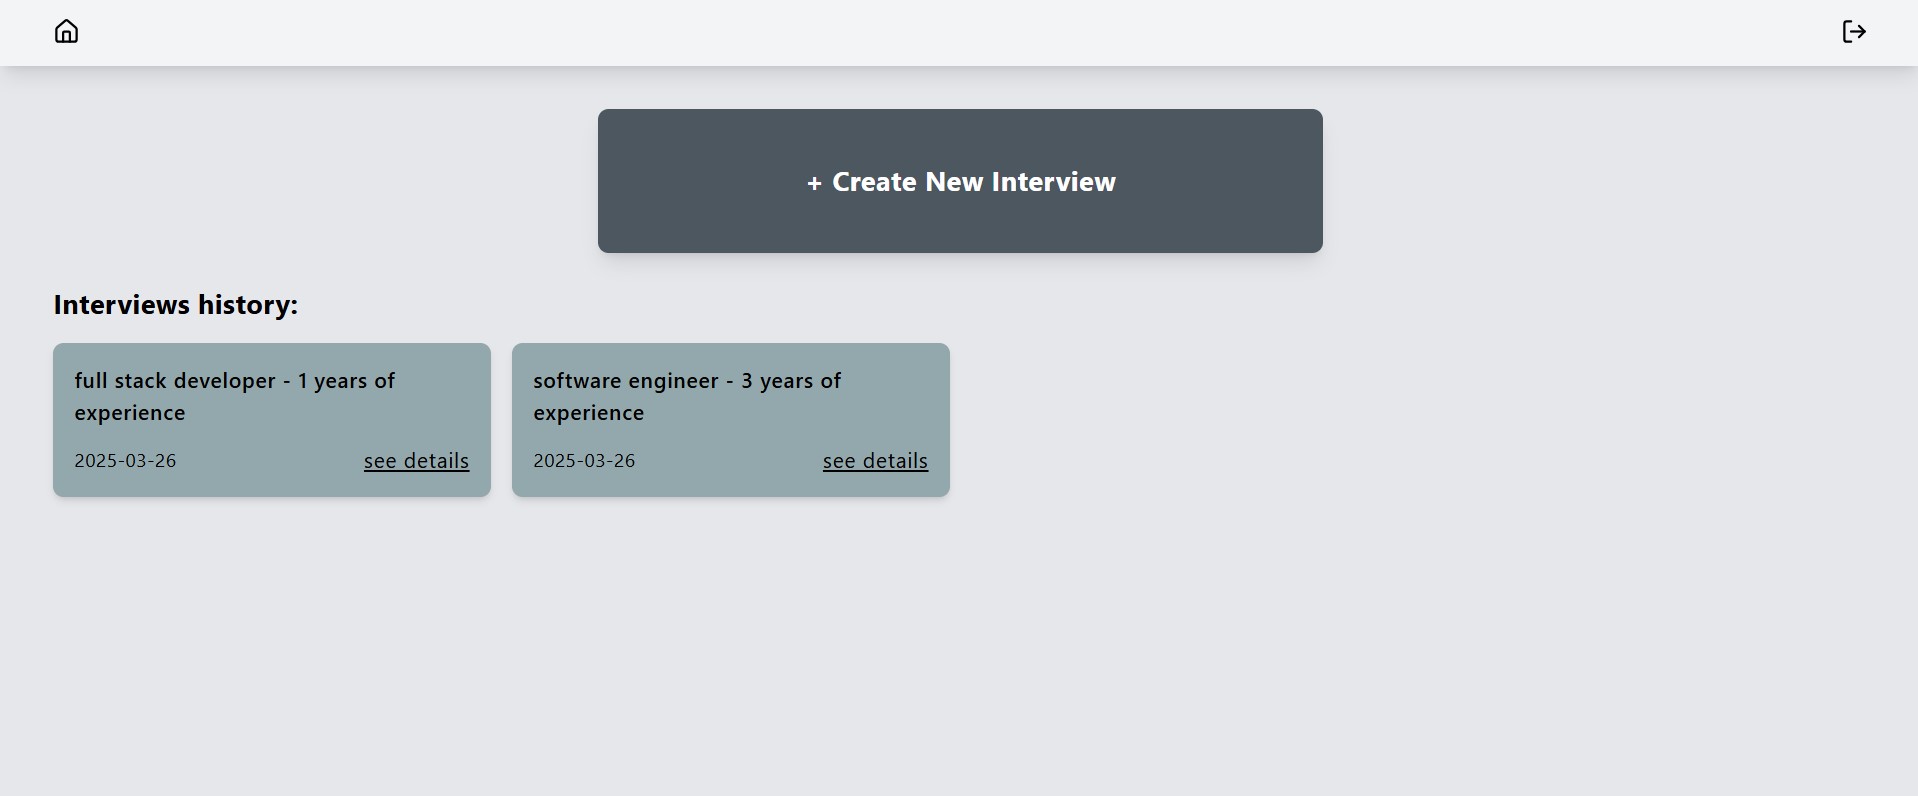 + Create New Interview
Interviews history:
full stack developer - 1 years of
experience
2025-03-26
see details
software engineer - 3 years of
experience
2025-03-26
see details